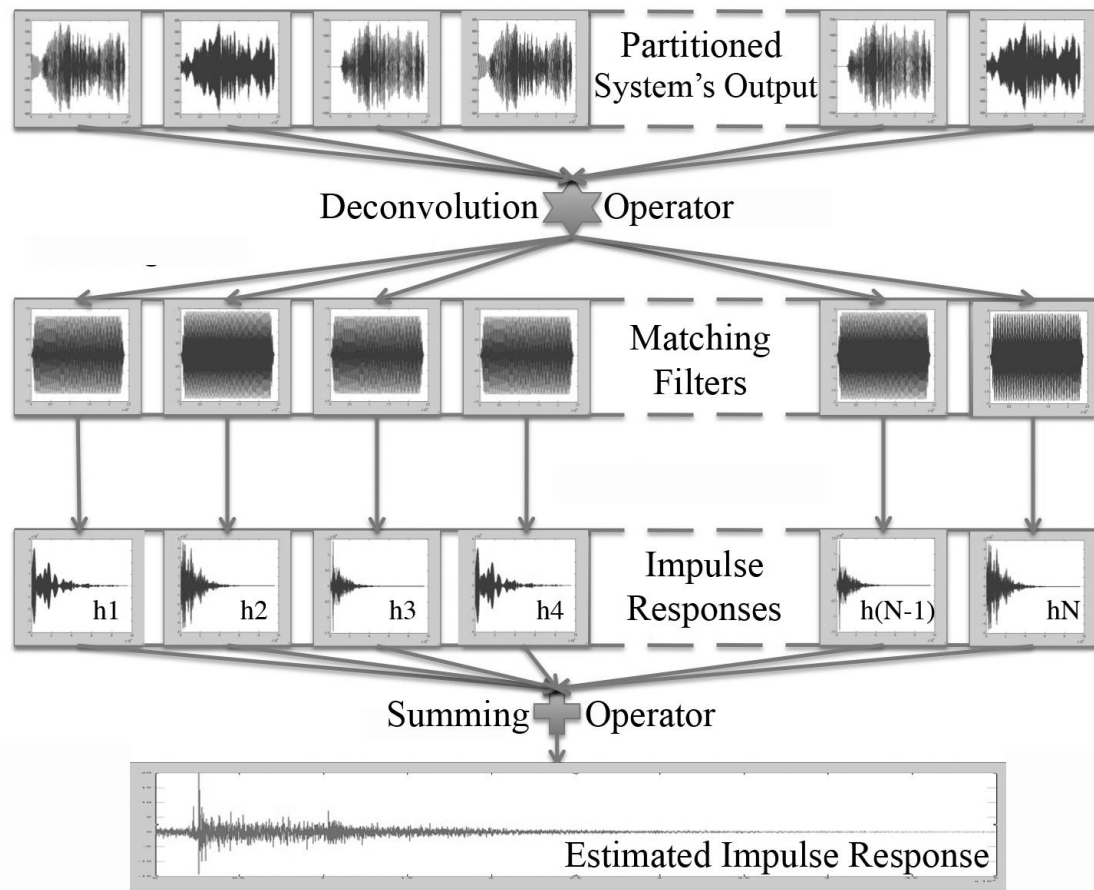 Partitioned
System's Output
Deconvolution Operator
Matching
Filters
Impulse
Responses
h1 h2 h3 h4 h(N-1) hN
Summing Operator
Estimated Impulse Response